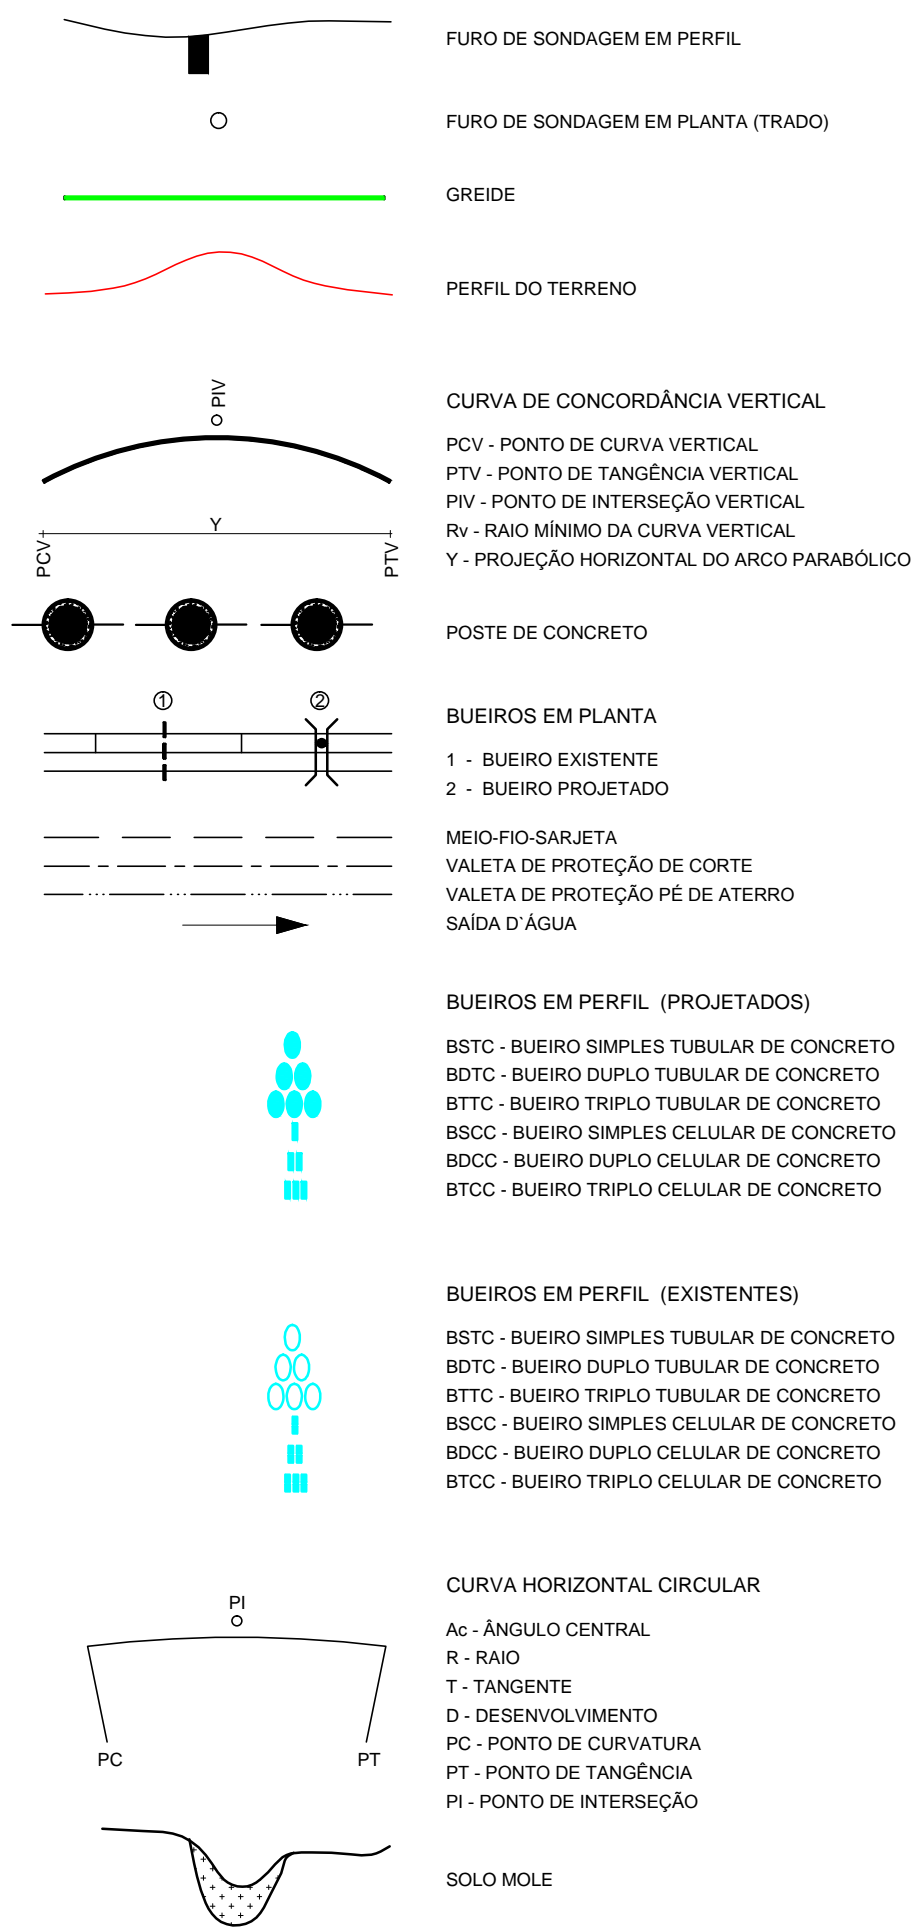 FURO DE SONDAGEM EM PERFIL
FURO DE SONDAGEM EM PLANTA (TRADO)
GREIDE
PERFIL DO TERRENO
PIV
Y
PCV
PTV
CURVA DE CONCORDÂNCIA VERTICAL
PCV - PONTO DE CURVA VERTICAL
PTV - PONTO DE TANGÊNCIA VERTICAL
PIV - PONTO DE INTERSEÇÃO VERTICAL
Rv - RAIO MÍNIMO DA CURVA VERTICAL
Y - PROJEÇÃO HORIZONTAL DO ARCO PARABÓLICO
POSTE DE CONCRETO
1
2
BUEIROS EM PLANTA
1 - BUEIRO EXISTENTE
2 - BUEIRO PROJETADO
MEIO-FIO-SARJETA
VALETA DE PROTEÇÃO DE CORTE
VALETA DE PROTEÇÃO PÉ DE ATERRO
SAÍDA D`ÁGUA
BUEIROS EM PERFIL (PROJETADOS)
BSTC - BUEIRO SIMPLES TUBULAR DE CONCRETO
BDTC - BUEIRO DUPLO TUBULAR DE CONCRETO
BTTC - BUEIRO TRIPLO TUBULAR DE CONCRETO
BSCC - BUEIRO SIMPLES CELULAR DE CONCRETO
BDCC - BUEIRO DUPLO CELULAR DE CONCRETO
BTCC - BUEIRO TRIPLO CELULAR DE CONCRETO
BUEIROS EM PERFIL (EXISTENTES)
BSTC - BUEIRO SIMPLES TUBULAR DE CONCRETO
BDTC - BUEIRO DUPLO TUBULAR DE CONCRETO
BTTC - BUEIRO TRIPLO TUBULAR DE CONCRETO
BSCC - BUEIRO SIMPLES CELULAR DE CONCRETO
BDCC - BUEIRO DUPLO CELULAR DE CONCRETO
BTCC - BUEIRO TRIPLO CELULAR DE CONCRETO
PI
PC
PT
CURVA HORIZONTAL CIRCULAR
Ac - ÂNGULO CENTRAL
R - RAIO
T - TANGENTE
D - DESENVOLVIMENTO
PC - PONTO DE CURVATURA
PT - PONTO DE TANGÊNCIA
PI - PONTO DE INTERSEÇÃO
SOLO MOLE